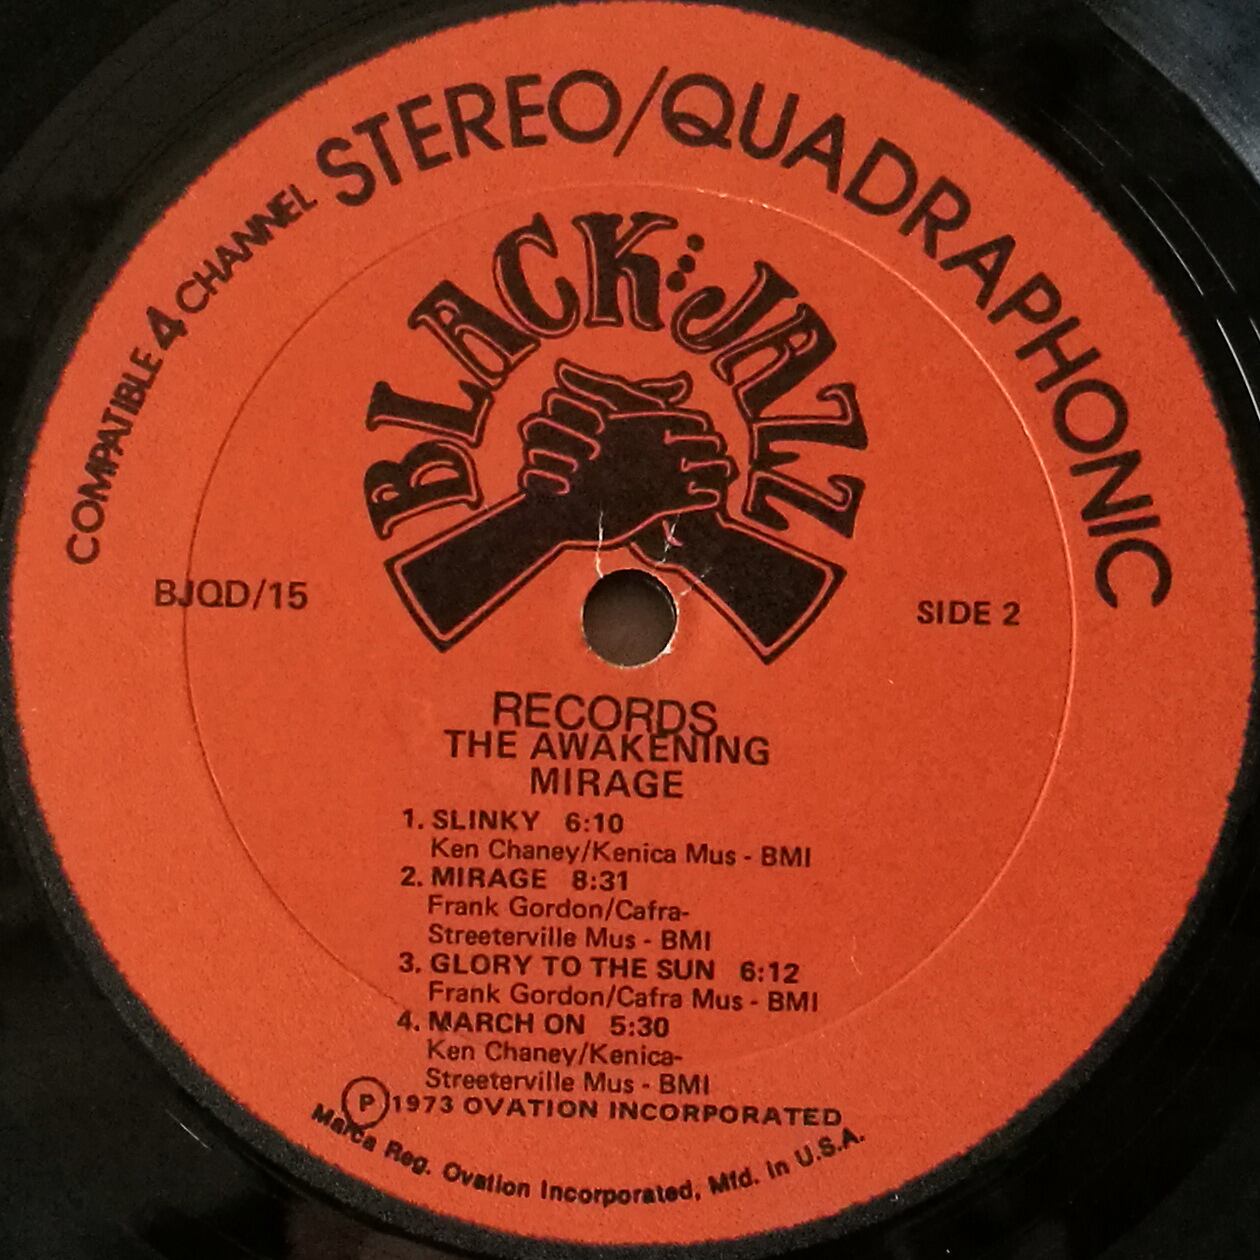 COMPATIBLE 4 CHANNEL STEREO/QUADRAPHONIC
BLACK JAZZ
BJQD/15
SIDE 2
RECORDS
THE AWAKENING
MIRAGE
1. SLINKY 6:10
Ken Chaney/Kenica Mus - BMI
2. MIRAGE 8:31
Frank Gordon/Cafra-
Streeterville Mus - BMI
3. GLORY TO THE SUN 6:12
Frank Gordon/Cafra Mus - BMI
4. MARCH ON 5:30
Ken Chaney/Kenica-
Streeterville Mus - BMI
Ⓟ1973 OVATION INCORPORATED
Marca Reg. Ovation Incorporated, Mfd. in U.S.A.